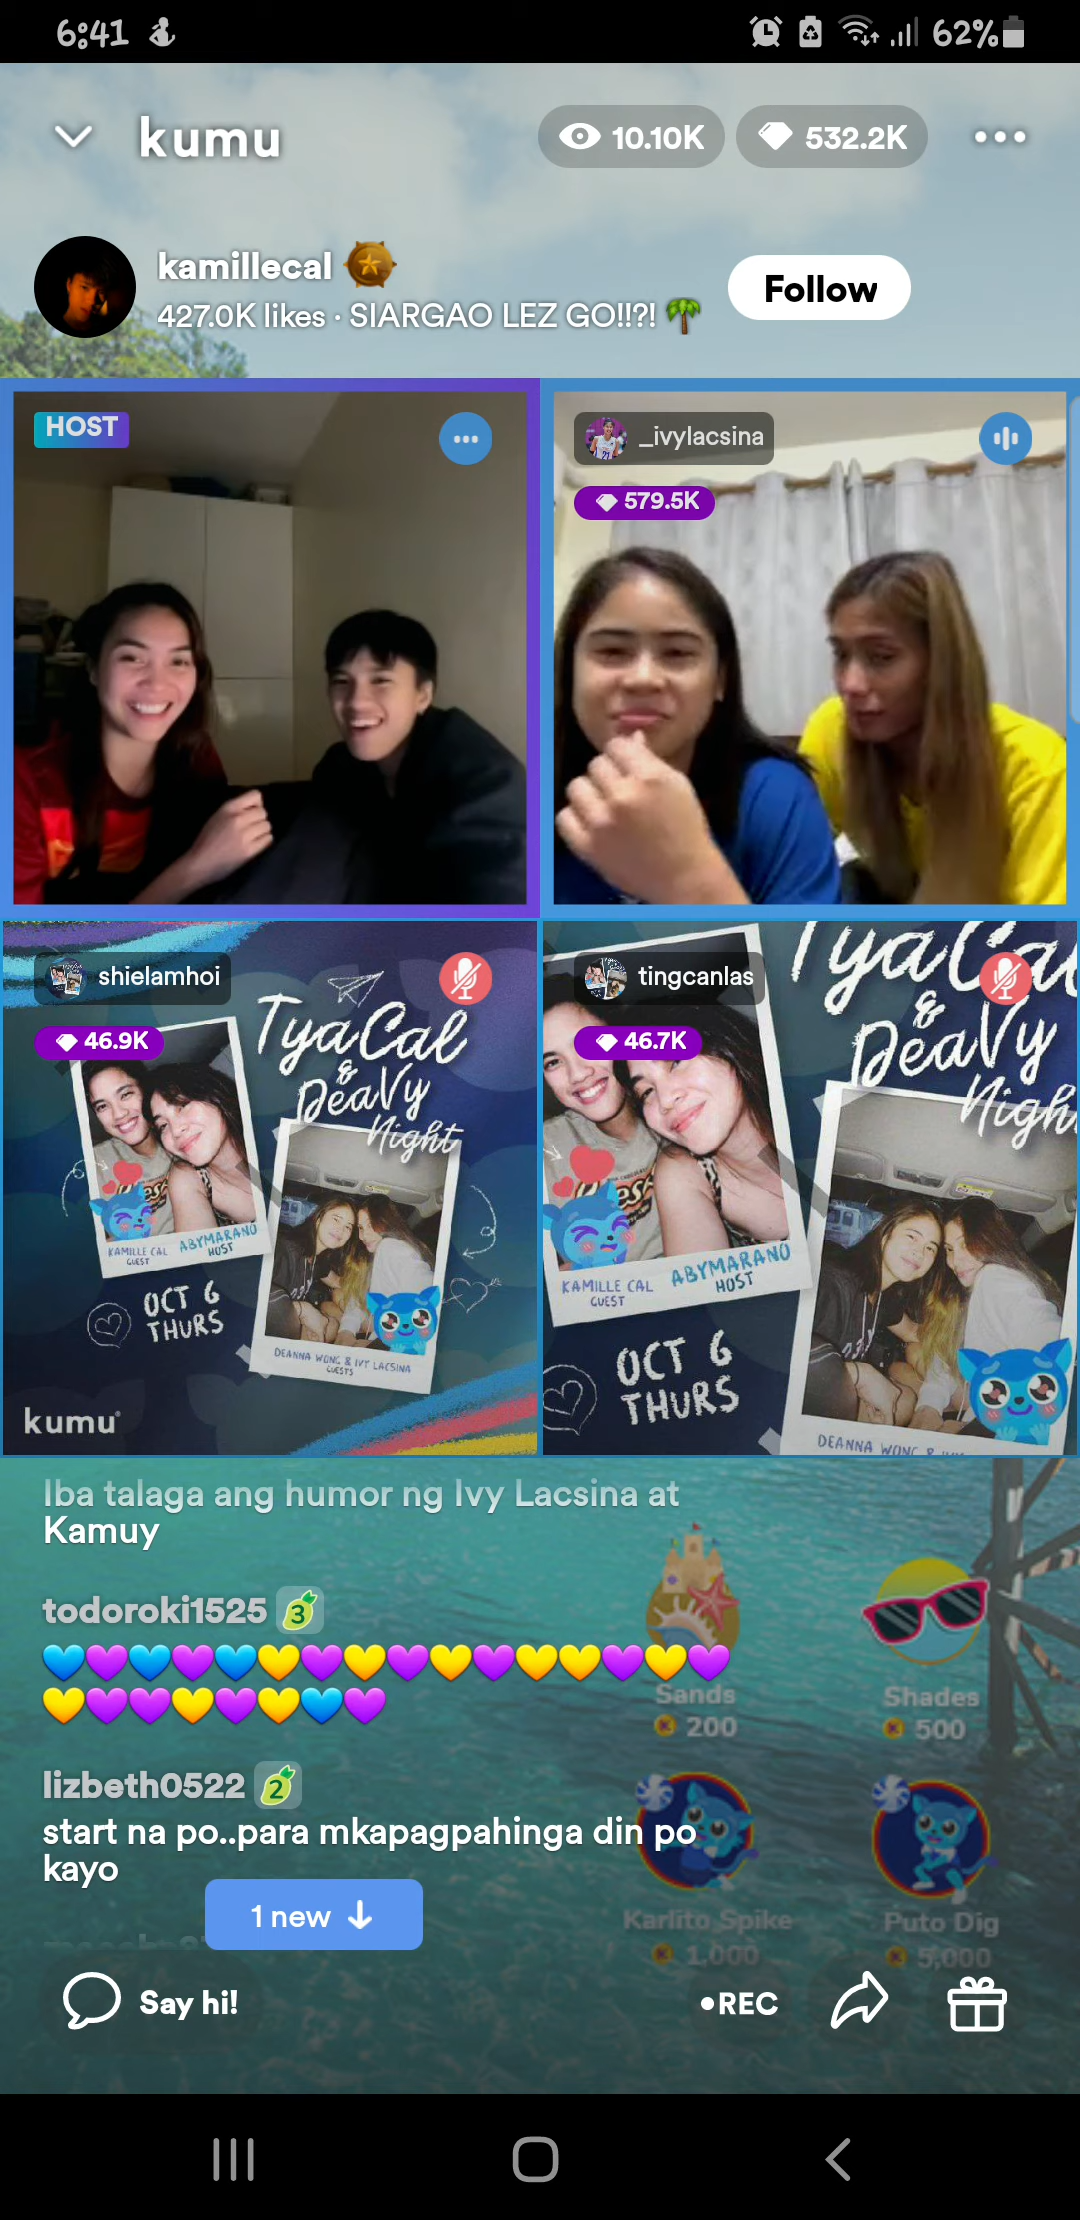 6:41
62%
kumu
10.10K
532.2K
kamillecal
427.0K likes · SIARGAO LEZ GO!!?!
Follow
HOST
_ivylacsina
579.5K
shielamhoi
46.9K
TyaCal
&
DeaVy
Night
KAMILLE CAL
GUEST
ABYMARANO
HOST
OCT 6
THURS
DEANNA WONG & IVY LACSINA
GUESTS
kumu
tingcanlas
46.7K
TyaCal
&
DeaVy
Night
KAMILLE CAL
GUEST
ABYMARANO
HOST
OCT 6
THURS
DEANNA WONG & IVY
Iba talaga ang humor ng Ivy Lacsina at
Kamuy
todoroki1525 3
💙💜💙💜💙💛💜💛💜💛💜💛💛💜💛💜
💛💜💜💛💜💛💙💜
lizbeth0522 2
start na po..para mkapagpahinga din po
kayo
1 new
Sands
200
Shades
500
Karlito Spike
1,000
Puto Dig
5,000
Say hi!
•REC